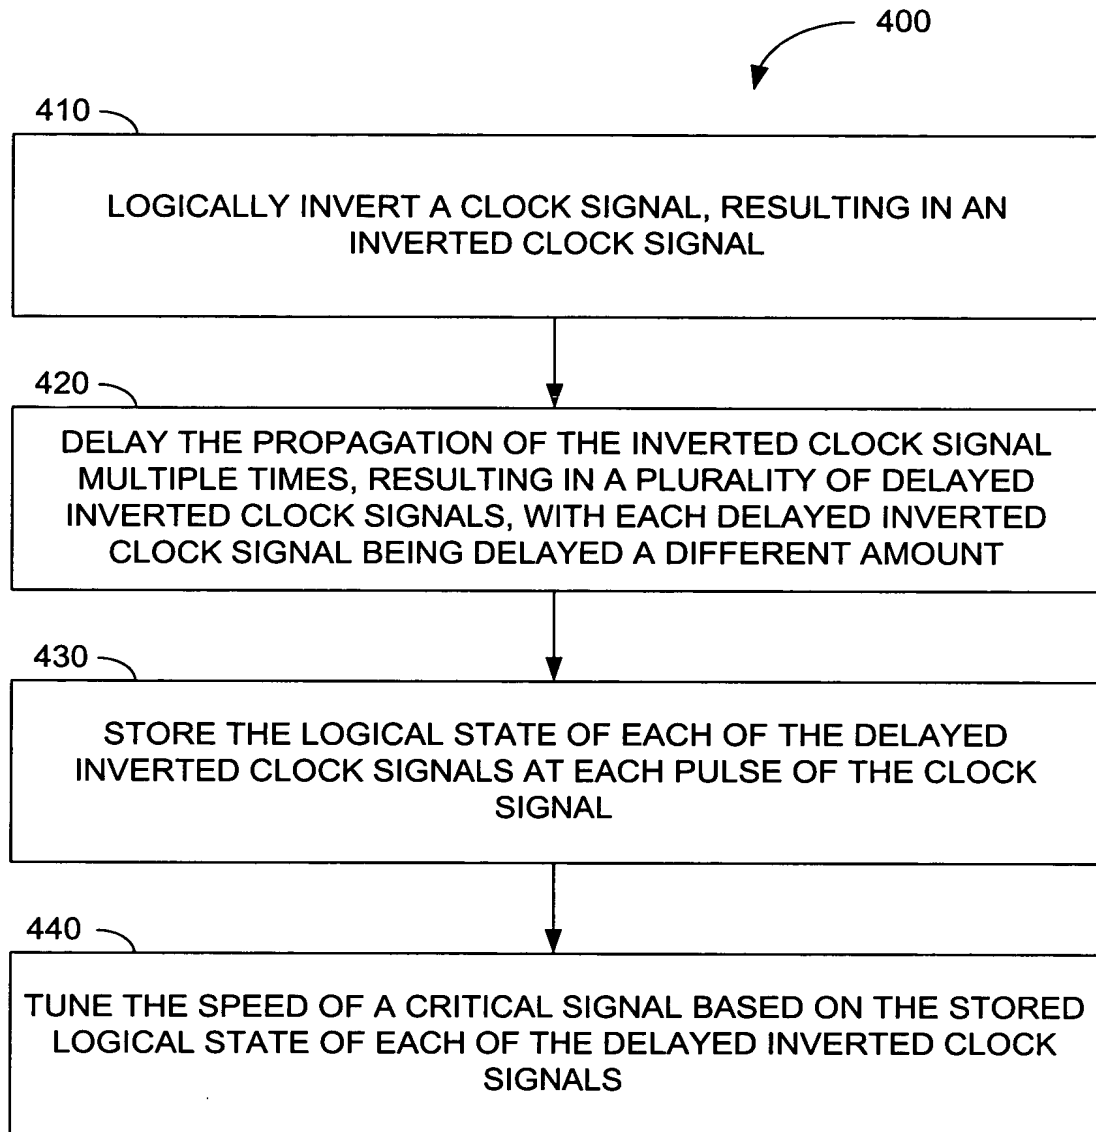 400
410
LOGICALLY INVERT A CLOCK SIGNAL, RESULTING IN AN
INVERTED CLOCK SIGNAL
420
DELAY THE PROPAGATION OF THE INVERTED CLOCK SIGNAL
MULTIPLE TIMES, RESULTING IN A PLURALITY OF DELAYED
INVERTED CLOCK SIGNALS, WITH EACH DELAYED INVERTED
CLOCK SIGNAL BEING DELAYED A DIFFERENT AMOUNT
430
STORE THE LOGICAL STATE OF EACH OF THE DELAYED
INVERTED CLOCK SIGNALS AT EACH PULSE OF THE CLOCK
SIGNAL
440
TUNE THE SPEED OF A CRITICAL SIGNAL BASED ON THE STORED
LOGICAL STATE OF EACH OF THE DELAYED INVERTED CLOCK
SIGNALS